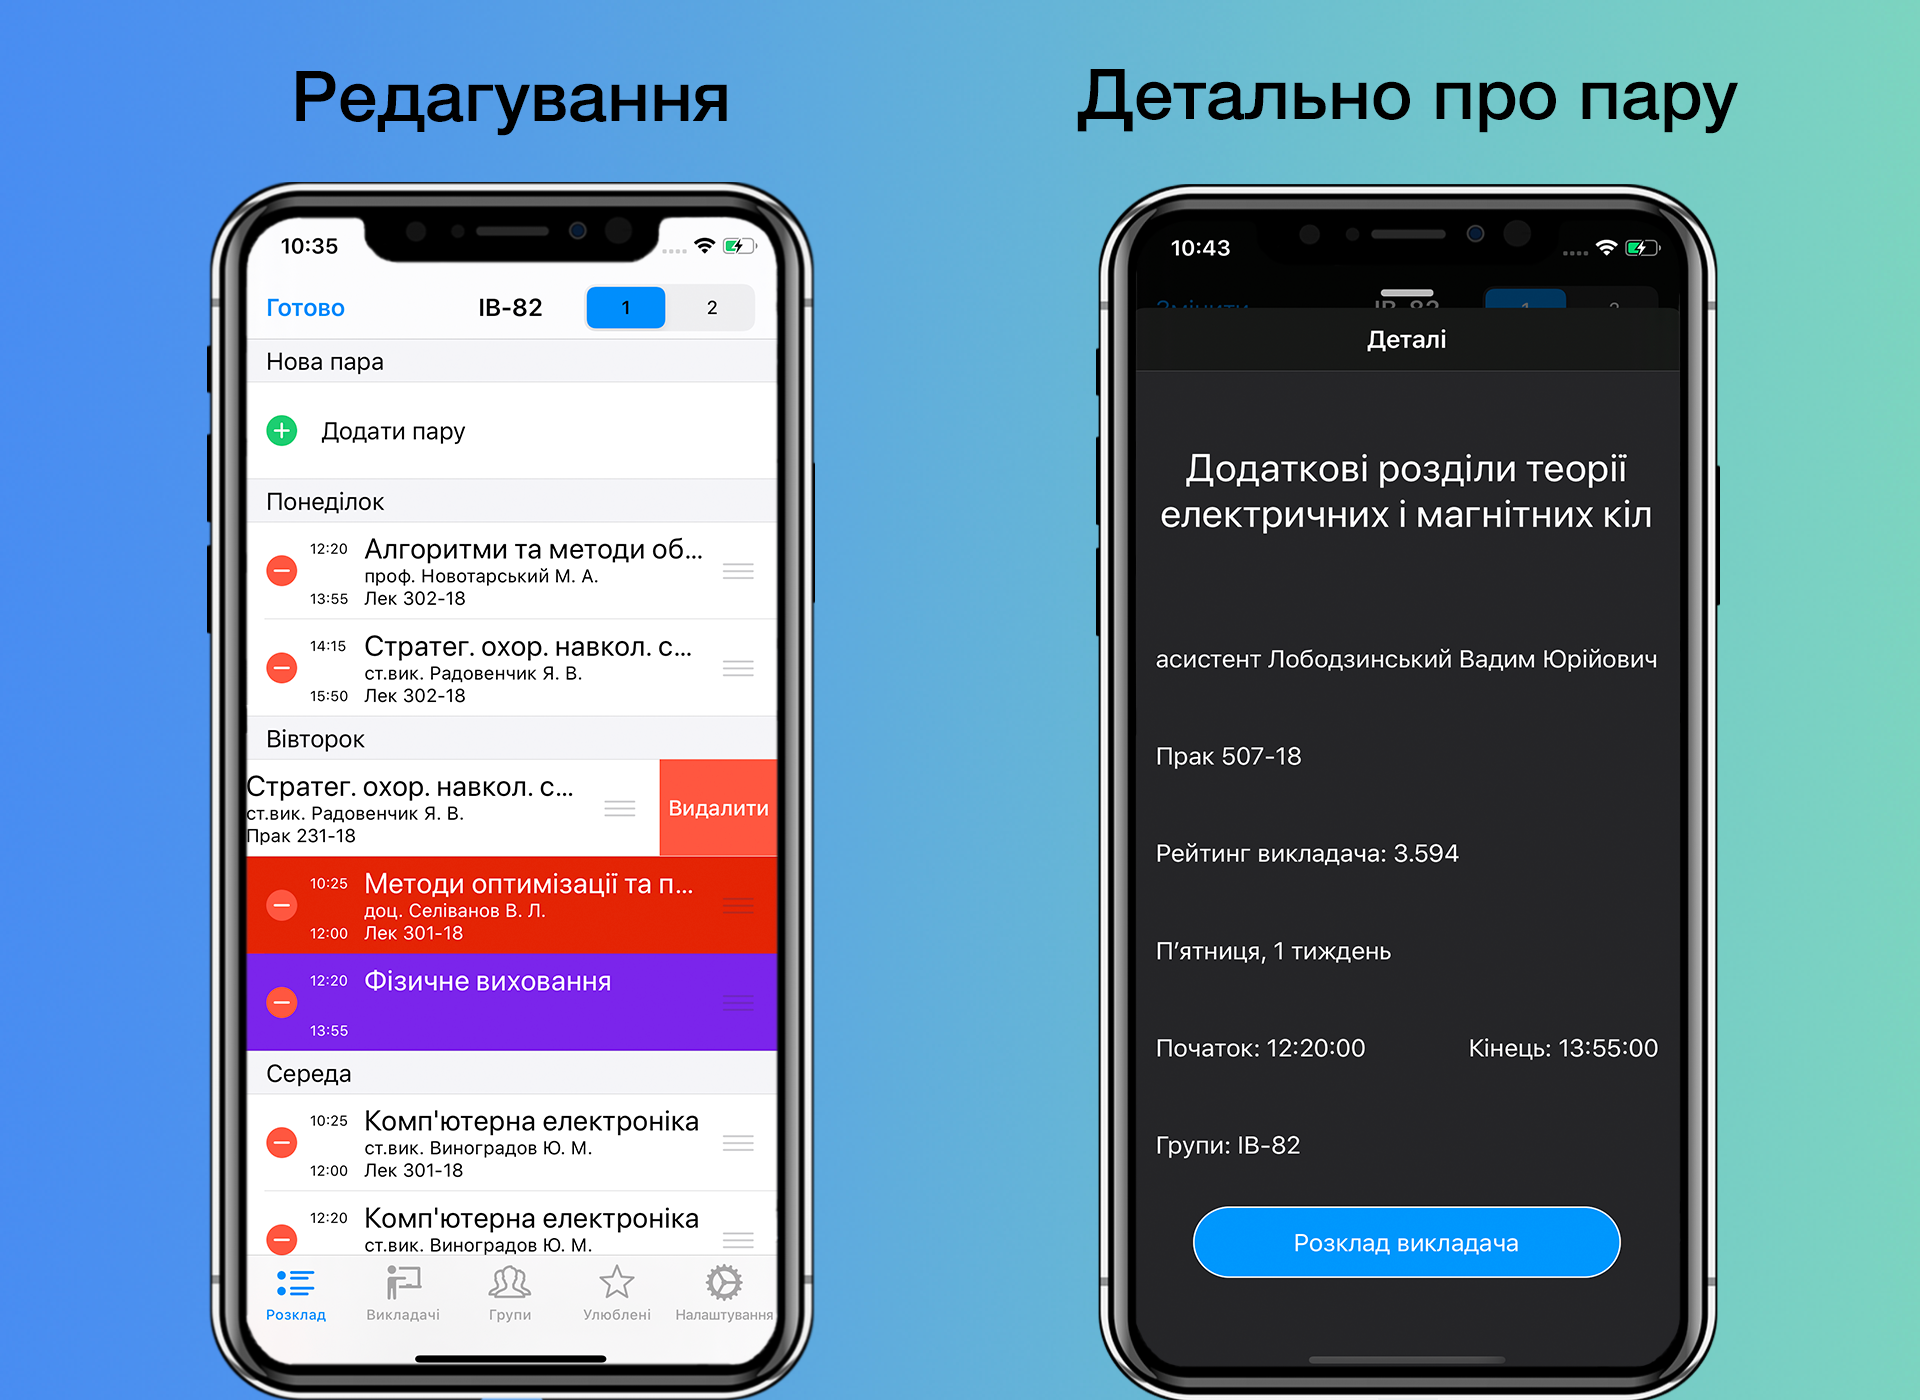 Редагування
10:35
Готово
ІВ-82
1
2
Нова пара
Додати пару
Понеділок
12:20
Алгоритми та методи об...
проф. Новотарський М. А.
13:55
Лек 302-18
14:15
Стратег. охор. навкол. с...
ст.вик. Радовенчик Я. В.
15:50
Лек 302-18
Вівторок
Стратег. охор. навкол. с...
ст.вик. Радовенчик Я. В.
Прак 231-18
Видалити
10:25
Методи оптимізації та п...
доц. Селіванов В. Л.
12:00
Лек 301-18
12:20
Фізичне виховання
13:55
Середа
10:25
Комп'ютерна електроніка
ст.вик. Виноградов Ю. М.
12:00
Лек 301-18
12:20
Комп'ютерна електроніка
ст.вик. Виноградов Ю. М.
Розклад
Викладачі
Групи
Улюблені
Налаштування
Детально про пару
10:43
Змінити
ІВ-82
1
2
Деталі
Додаткові розділи теорії
електричних і магнітних кіл
асистент Лободзинський Вадим Юрійович
Прак 507-18
Рейтинг викладача: 3.594
П’ятниця, 1 тиждень
Початок: 12:20:00
Кінець: 13:55:00
Групи: ІВ-82
Розклад викладача